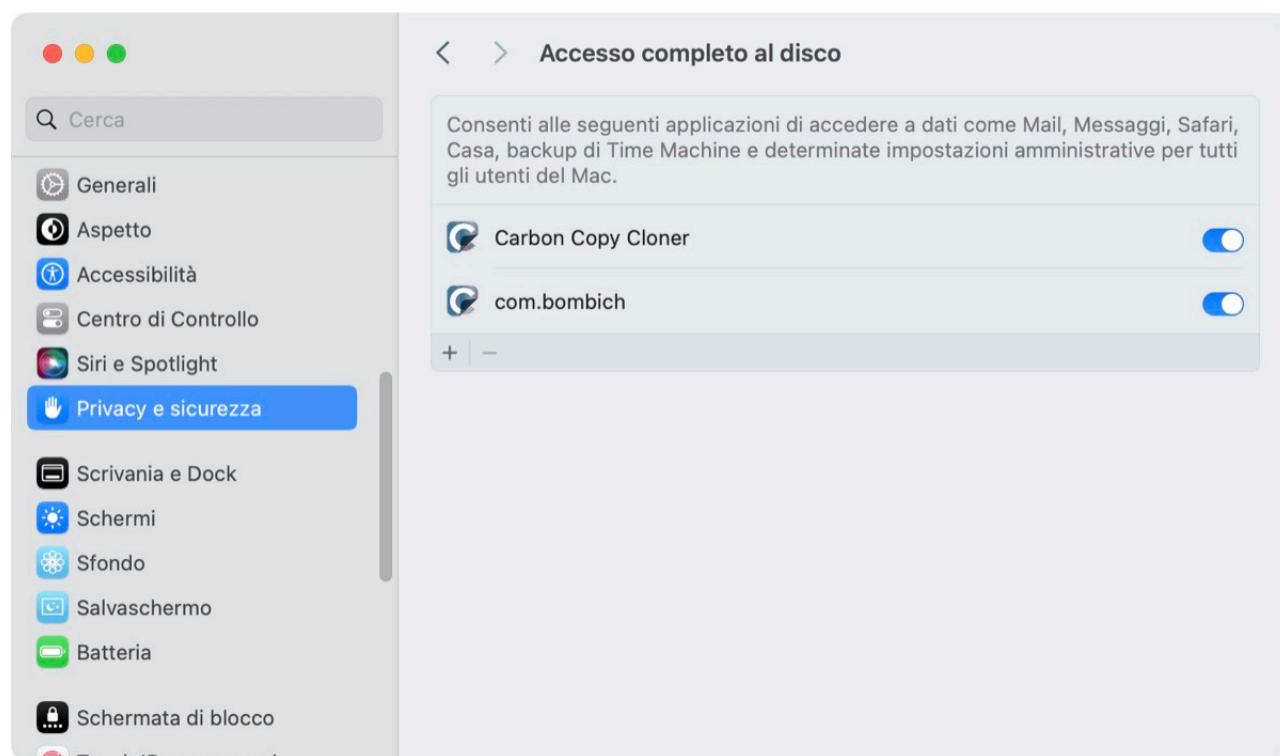 Cerca
Generali
Aspetto
Accessibilità
Centro di Controllo
Siri e Spotlight
Privacy e sicurezza
Scrivania e Dock
Schermi
Sfondo
Salvaschermo
Batteria
Schermata di blocco
Accesso completo al disco
Consenti alle seguenti applicazioni di accedere a dati come Mail, Messaggi, Safari,
Casa, backup di Time Machine e determinate impostazioni amministrative per tutti
gli utenti del Mac.
Carbon Copy Cloner
com.bombich